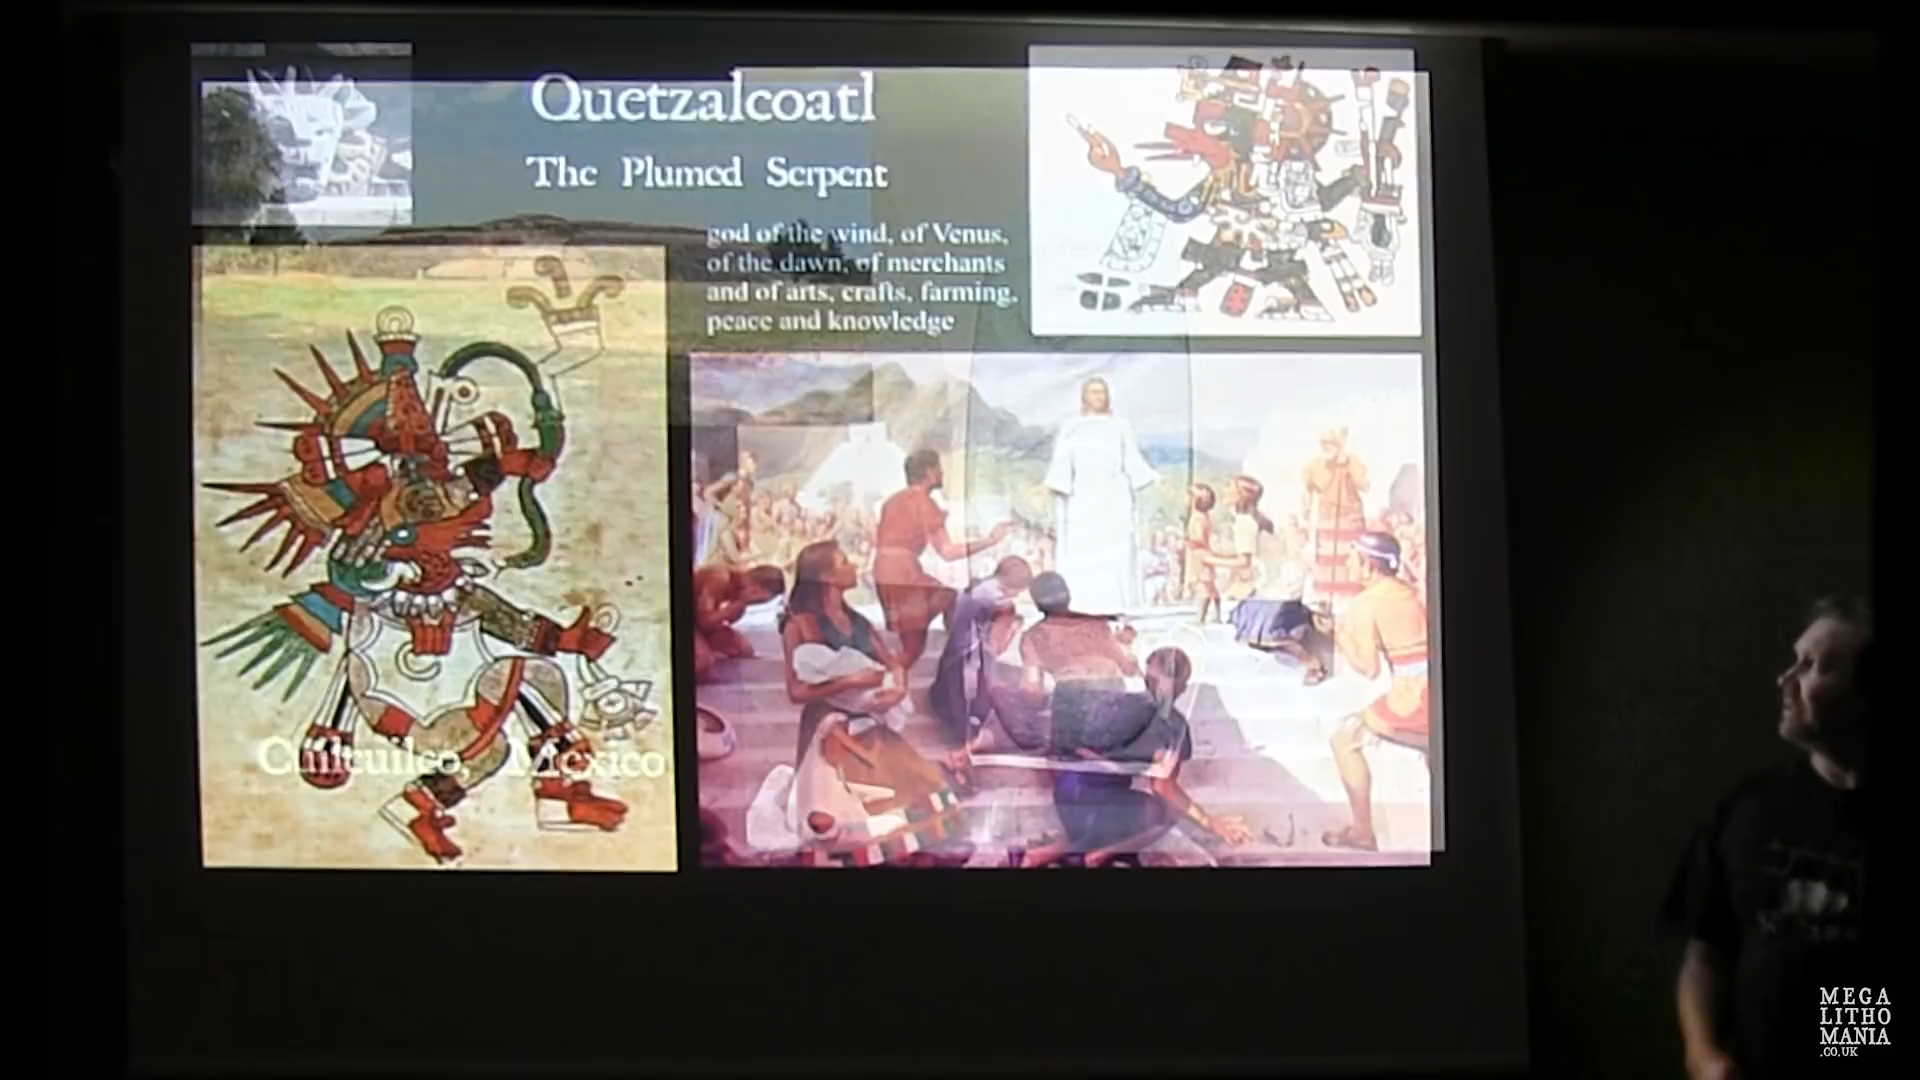 Quetzalcoatl
The Plumed Serpent
god of the wind, of Venus,
of the dawn, of merchants
and of arts, crafts, farming,
peace and knowledge
Cuilcuilco, Mexico
MEGA
LITHO
MANIA
.CO.UK